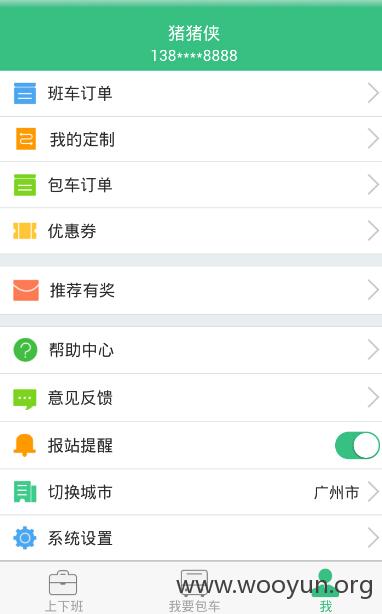 猪猪侠
138****8888
班车订单
我的定制
包车订单
优惠券
推荐有奖
帮助中心
意见反馈
报站提醒
切换城市 广州市
系统设置
上下班 我要包车 我
www.wooyun.org